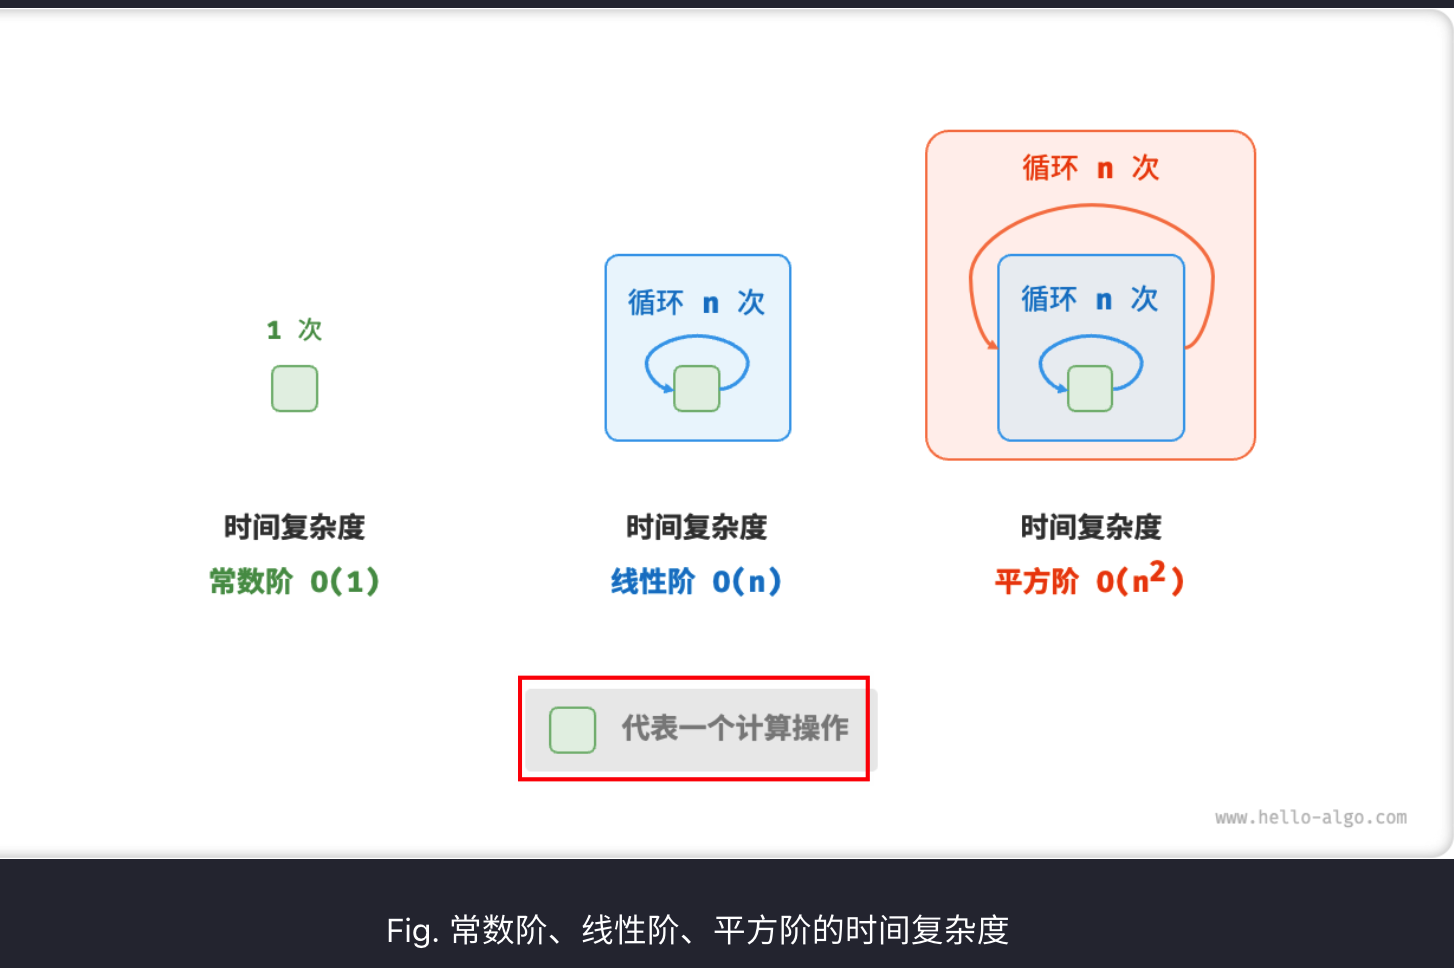 循环 n 次
循环 n 次
循环 n 次
1 次
时间复杂度
常数阶 O(1)
时间复杂度
线性阶 O(n)
时间复杂度
平方阶 O(n²)
代表一个计算操作
www.hello-algo.com
Fig. 常数阶、线性阶、平方阶的时间复杂度